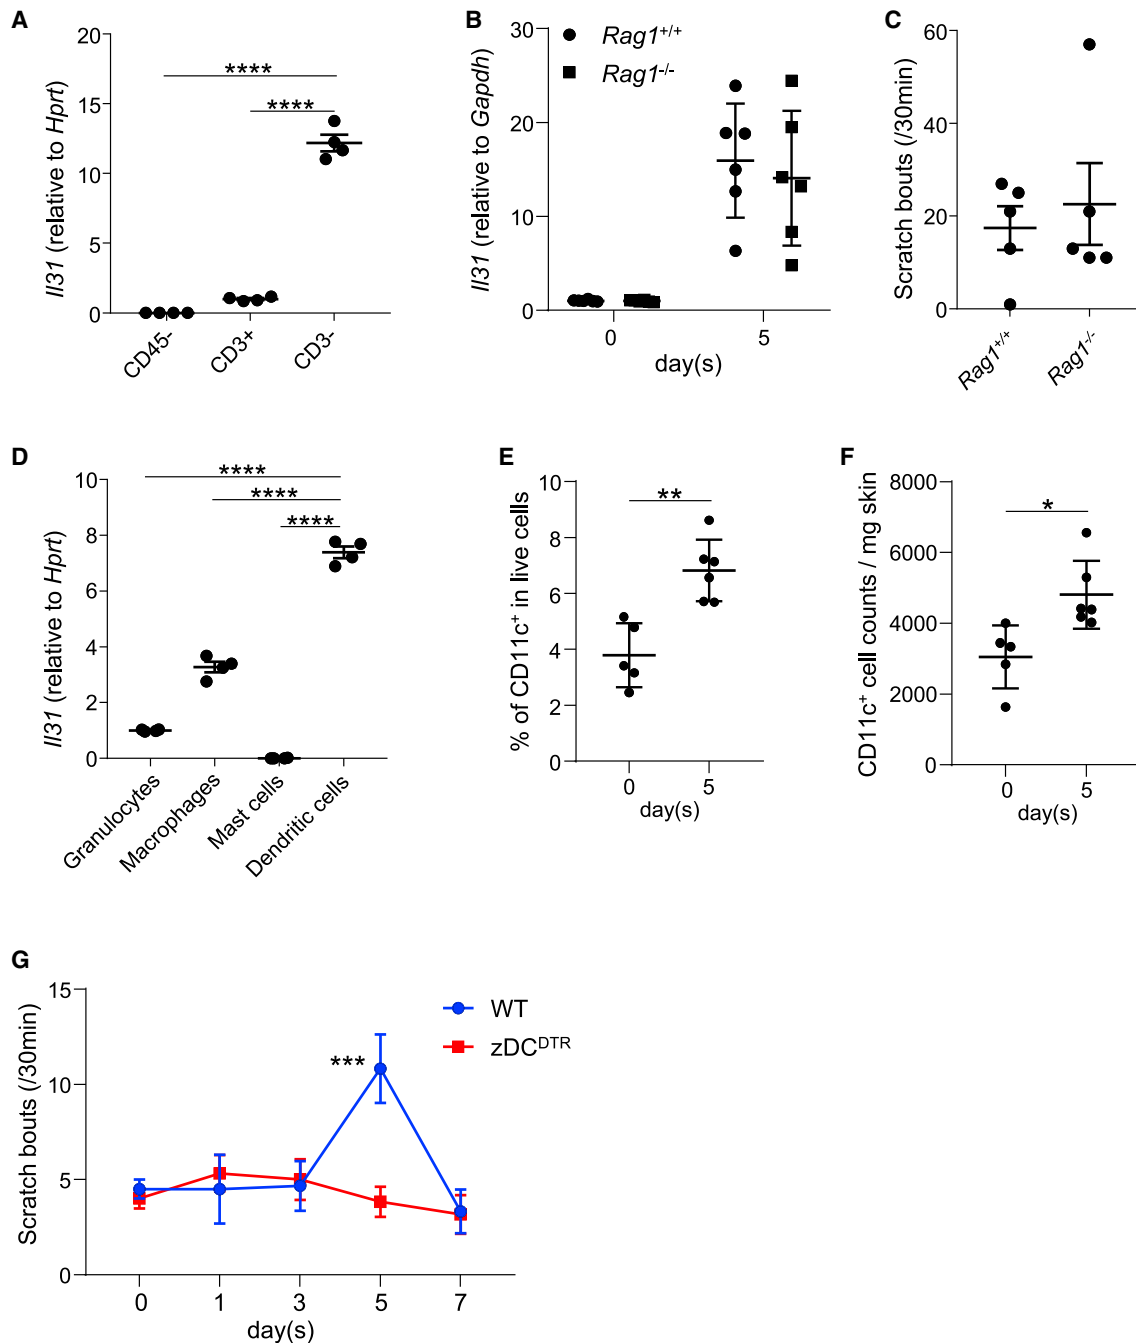 A
Il31 (relative to Hprt)
20
15
10
5
0
****
****
CD45-
CD3+
CD3-
B
Il31 (relative to Gapdh)
30
20
10
0
Rag1+/+
Rag1-/-
0
5
day(s)
C
Scratch bouts (/30min)
60
40
20
0
Rag1+/+
Rag1-/-
D
Il31 (relative to Hprt)
10
8
6
4
2
0
****
****
****
Granulocytes
Macrophages
Mast cells
Dendritic cells
E
% of CD11c+ in live cells
10
8
6
4
2
0
**
0
5
day(s)
F
CD11c+ cell counts / mg skin
8000
6000
4000
2000
0
*
0
5
day(s)
G
Scratch bouts (/30min)
15
10
5
0
***
WT
zDCDTR
0
1
3
5
7
day(s)